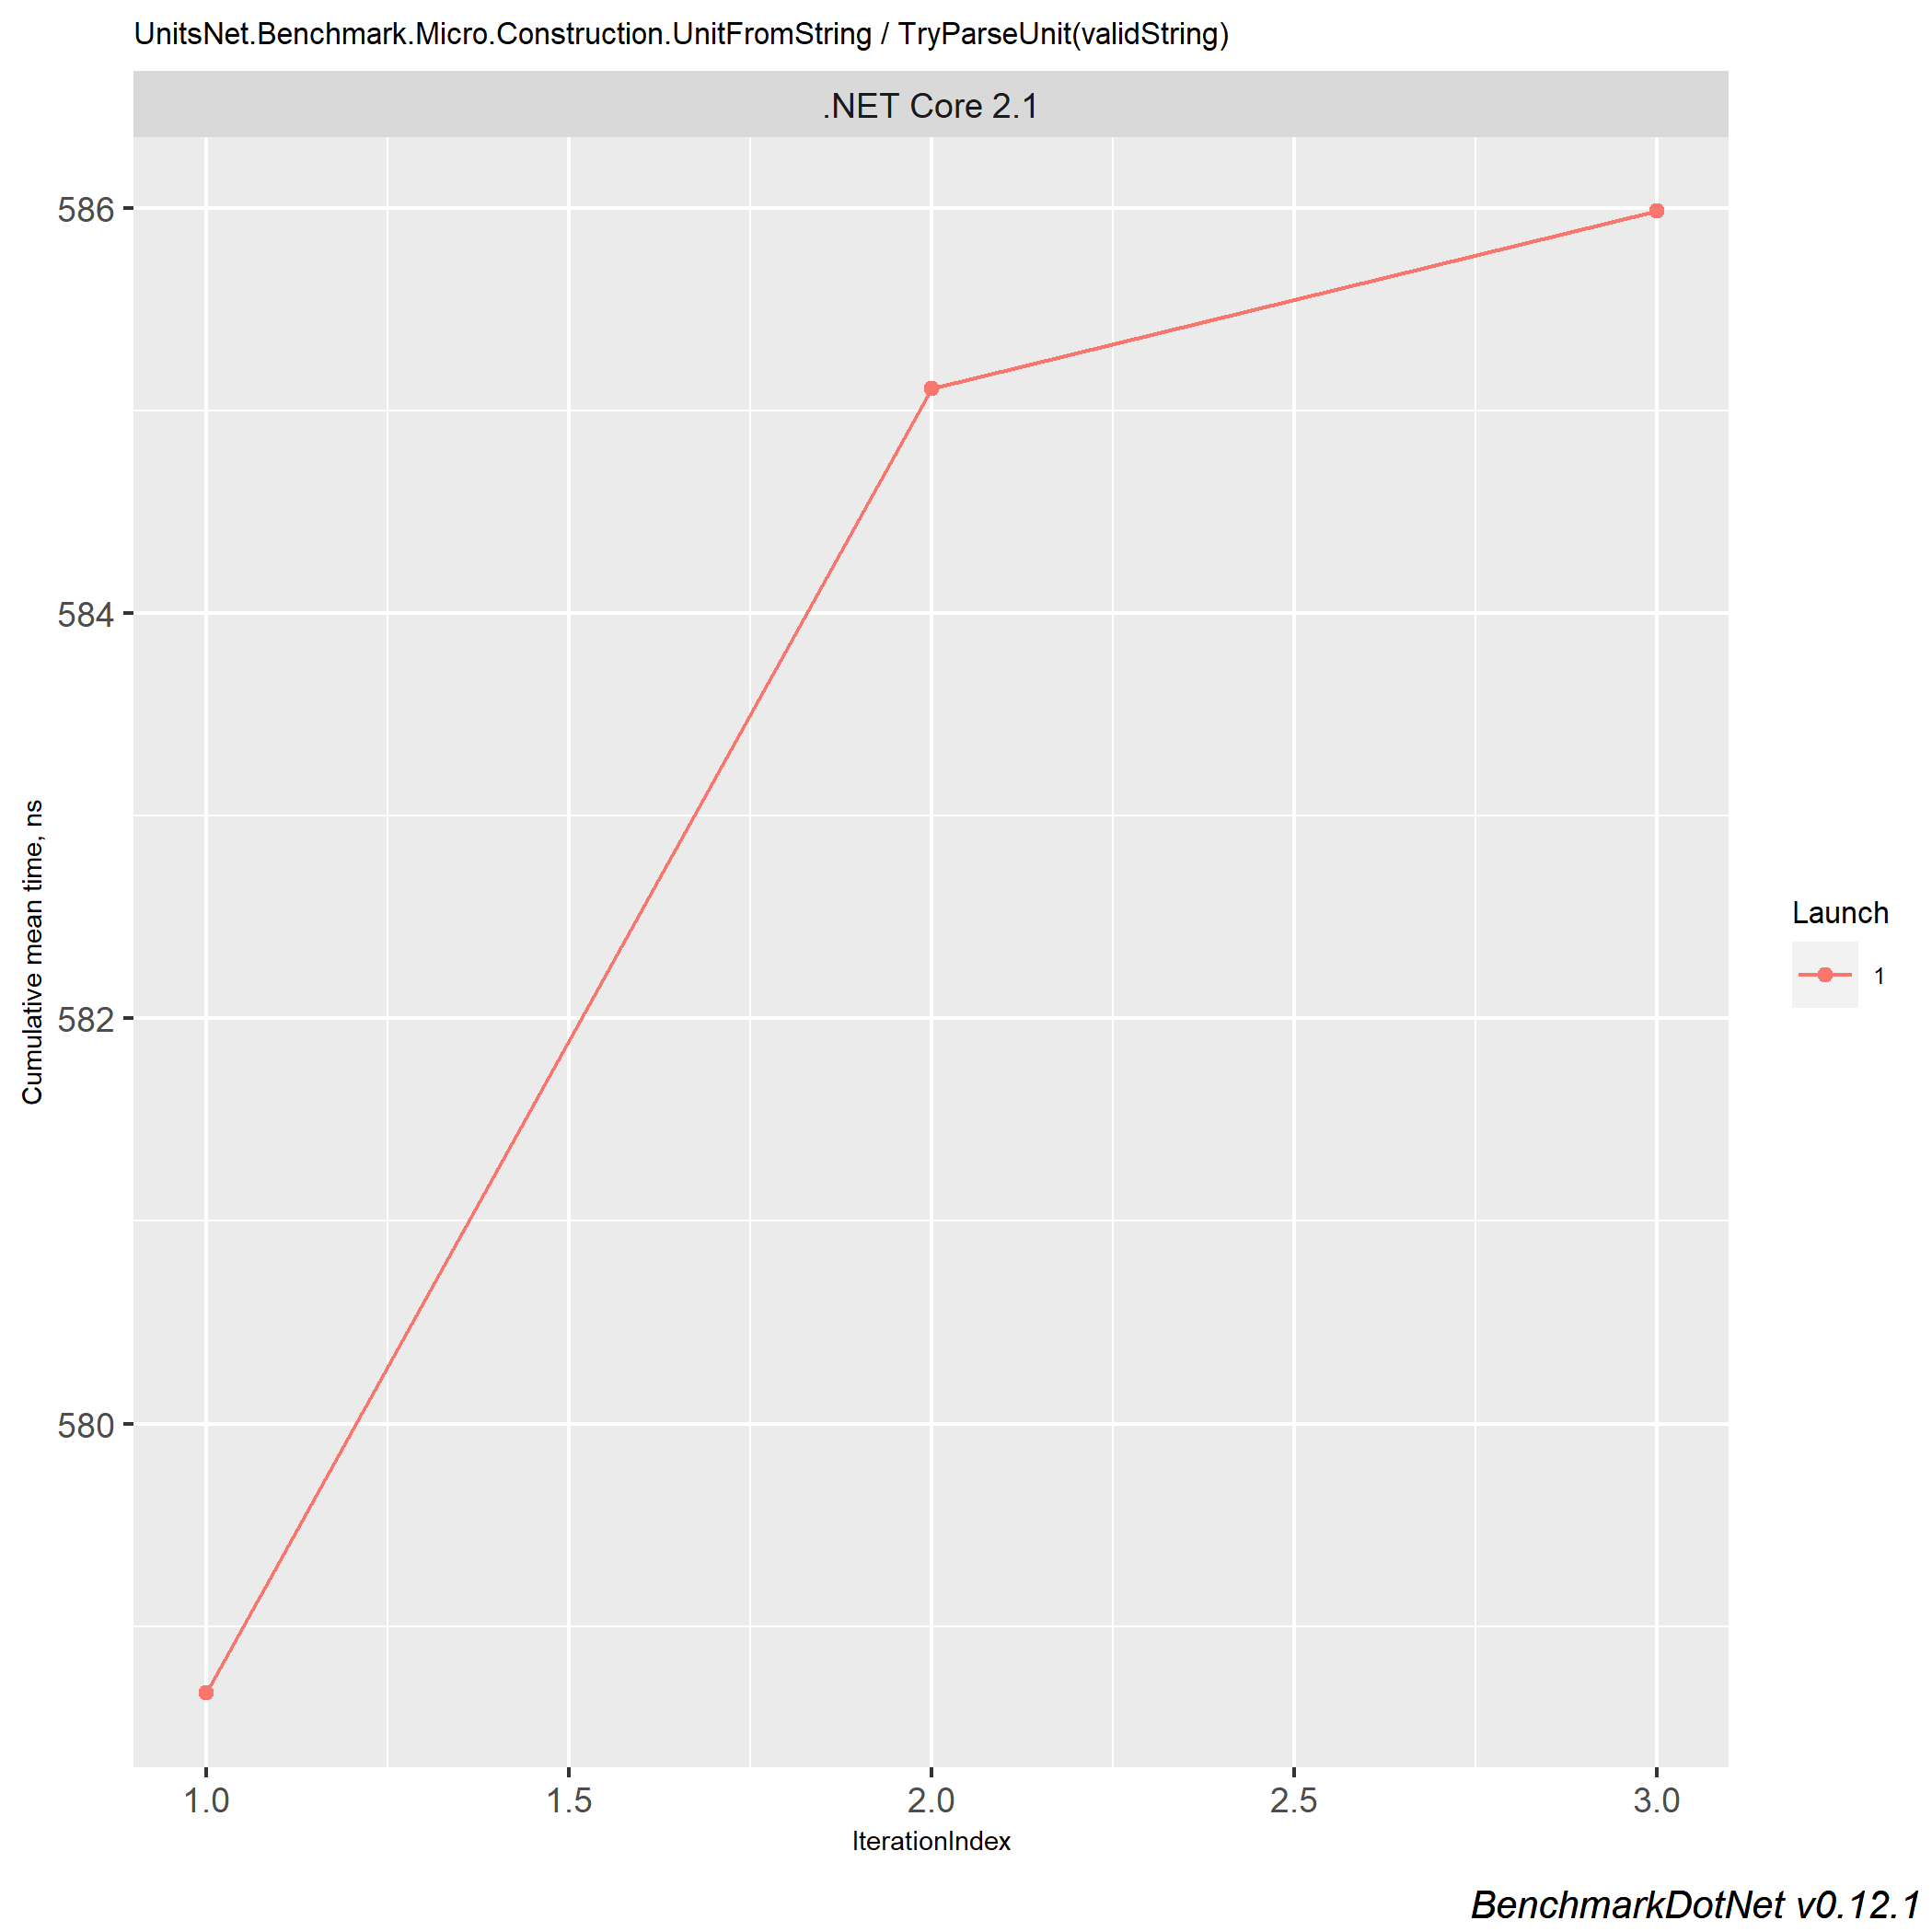 UnitsNet.Benchmark.Micro.Construction.UnitFromString / TryParseUnit(validString)
.NET Core 2.1
586
584
582
580
Cumulative mean time, ns
1.0 1.5 2.0 2.5 3.0
IterationIndex
Launch
1
BenchmarkDotNet v0.12.1